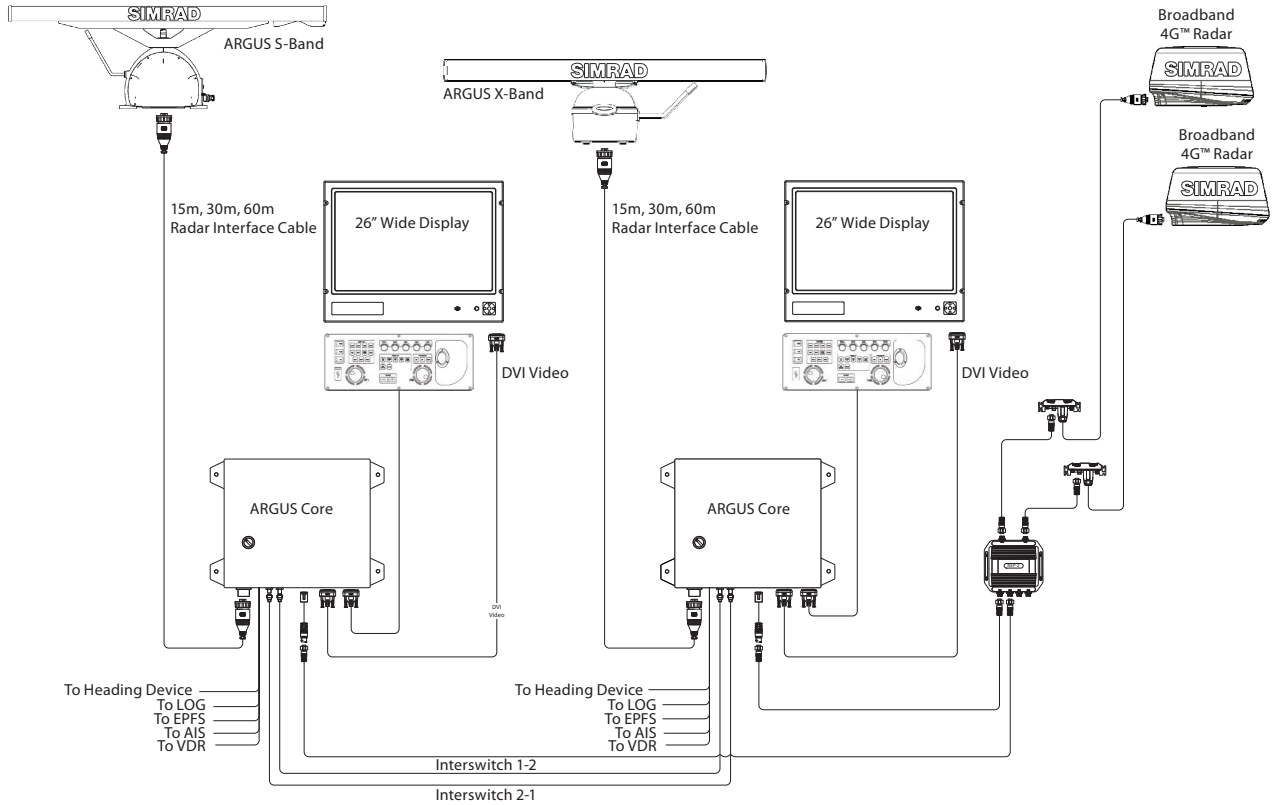 SIMRAD
ARGUS S-Band
SIMRAD
ARGUS X-Band
Broadband
4G™ Radar
SIMRAD
Broadband
4G™ Radar
SIMRAD
15m, 30m, 60m
Radar Interface Cable
26” Wide Display
15m, 30m, 60m
Radar Interface Cable
26” Wide Display
DVI Video
DVI Video
ARGUS Core
ARGUS Core
DVI
Video
To Heading Device
To LOG
To EPFS
To AIS
To VDR
To Heading Device
To LOG
To EPFS
To AIS
To VDR
Interswitch 1-2
Interswitch 2-1